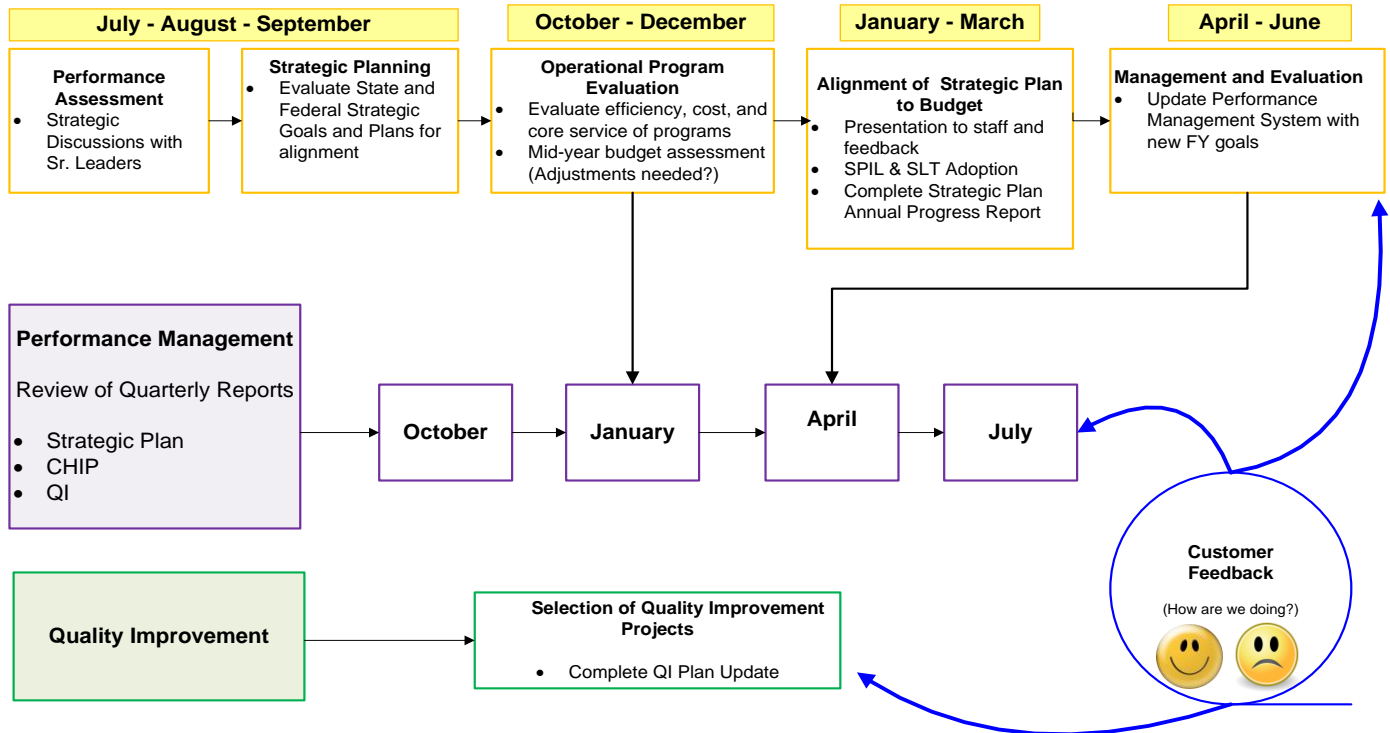 July - August - September
October - December
January - March
April - June
Performance
Assessment
• Strategic
Discussions with
Sr. Leaders
Strategic Planning
• Evaluate State and
Federal Strategic
Goals and Plans for
alignment
Operational Program
Evaluation
• Evaluate efficiency, cost, and
core service of programs
• Mid-year budget assessment
(Adjustments needed?)
Alignment of Strategic Plan
to Budget
• Presentation to staff and
feedback
• SPIL & SLT Adoption
• Complete Strategic Plan
Annual Progress Report
Management and Evaluation
• Update Performance
Management System with
new FY goals
Performance Management
Review of Quarterly Reports
• Strategic Plan
• CHIP
• QI
October
January
April
July
Customer
Feedback
(How are we doing?)
Quality Improvement
Selection of Quality Improvement
Projects
• Complete QI Plan Update